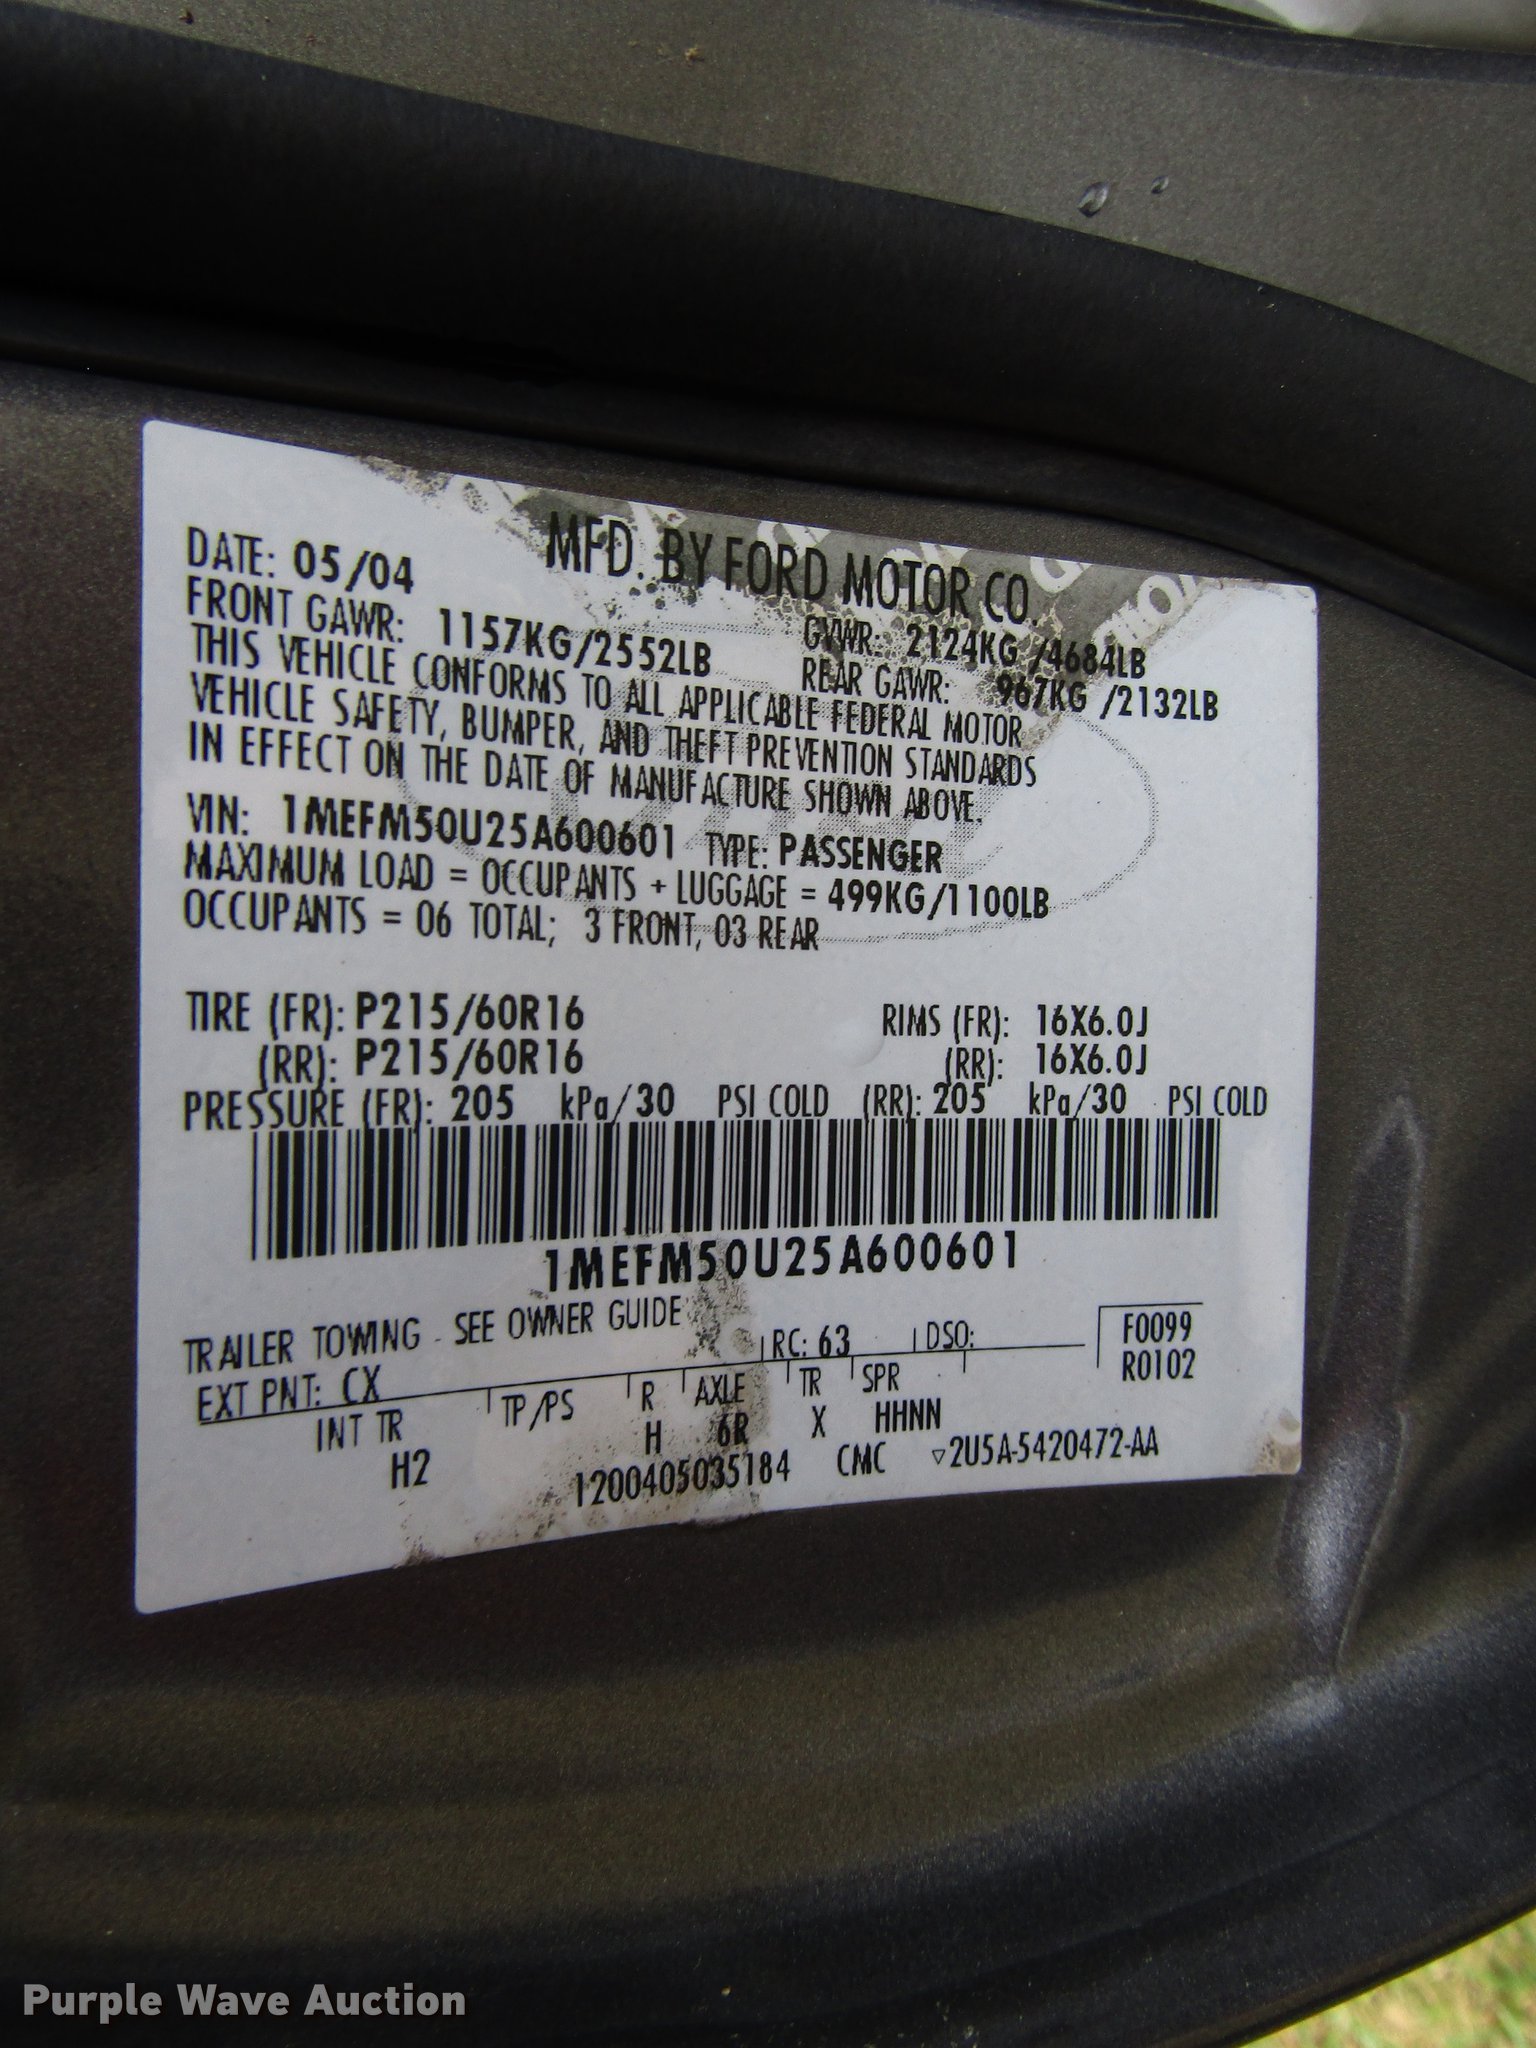 MFD. BY FORD MOTOR CO.
DATE: 05/04
GVWR: 2124KG /4684LB
FRONT GAWR: 1157KG/2552LB
REAR GAWR: 967KG /2132LB
THIS VEHICLE CONFORMS TO ALL APPLICABLE FEDERAL MOTOR
VEHICLE SAFETY, BUMPER, AND THEFT PREVENTION STANDARDS
IN EFFECT ON THE DATE OF MANUFACTURE SHOWN ABOVE.
VIN: 1MEFM50U25A600601 TYPE: PASSENGER
MAXIMUM LOAD = OCCUPANTS + LUGGAGE = 499KG/1100LB
OCCUPANTS = 06 TOTAL; 3 FRONT, 03 REAR
TIRE (FR): P215/60R16 RIMS (FR): 16X6.0J
(RR): P215/60R16 (RR): 16X6.0J
PRESSURE (FR): 205 kPa/30 PSI COLD (RR): 205 kPa/30 PSI COLD
1MEFM50U25A600601
TRAILER TOWING - SEE OWNER GUIDE
EXT PNT: CX RC: 63 DSO: F0099
R0102
INT TR TP/PS R AXLE TR SPR
H2 H 6R X HHNN
1200405035184 CMC ▽2U5A-5420472-AA
Purple Wave Auction